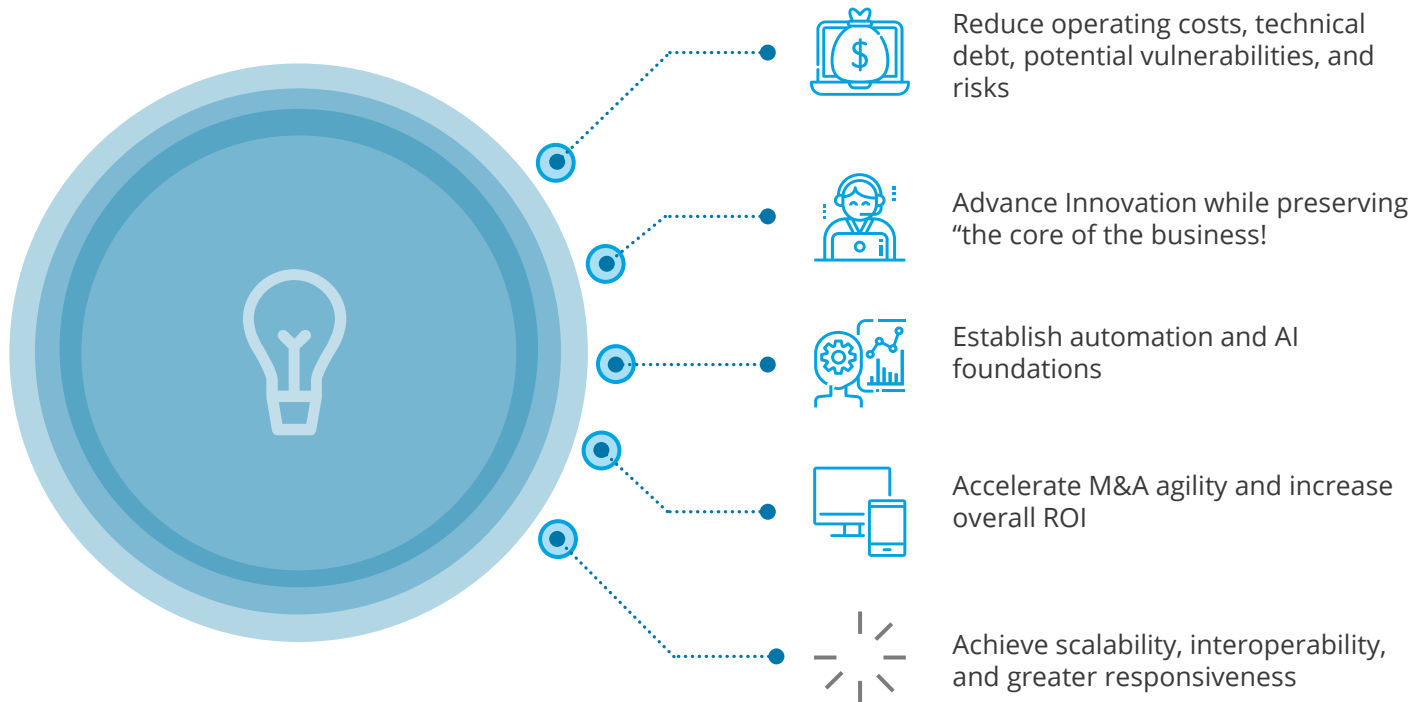 Reduce operating costs, technical
debt, potential vulnerabilities, and
risks
$
Advance Innovation while preserving
“the core of the business!
Establish automation and AI
foundations
Accelerate M&A agility and increase
overall ROI
Achieve scalability, interoperability,
and greater responsiveness